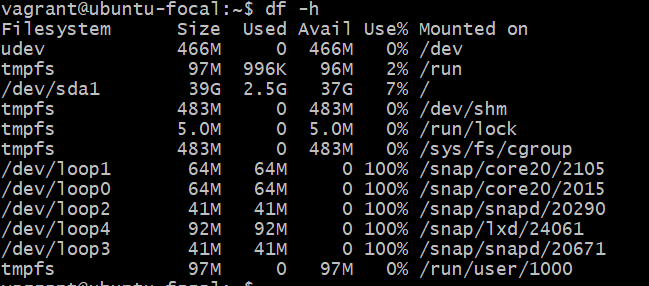 vagrant@ubuntu-focal:~$ df -h
Filesystem      Size  Used Avail Use% Mounted on
udev            466M     0  466M   0% /dev
tmpfs            97M  996K   96M   2% /run
/dev/sda1        39G  2.5G   37G   7% /
tmpfs           483M     0  483M   0% /dev/shm
tmpfs           5.0M     0  5.0M   0% /run/lock
tmpfs           483M     0  483M   0% /sys/fs/cgroup
/dev/loop1       64M   64M     0 100% /snap/core20/2105
/dev/loop0       64M   64M     0 100% /snap/core20/2015
/dev/loop2       41M   41M     0 100% /snap/snapd/20290
/dev/loop4       92M   92M     0 100% /snap/lxd/24061
/dev/loop3       41M   41M     0 100% /snap/snapd/20671
tmpfs            97M     0   97M   0% /run/user/1000
vagrant@ubuntu-focal:~$